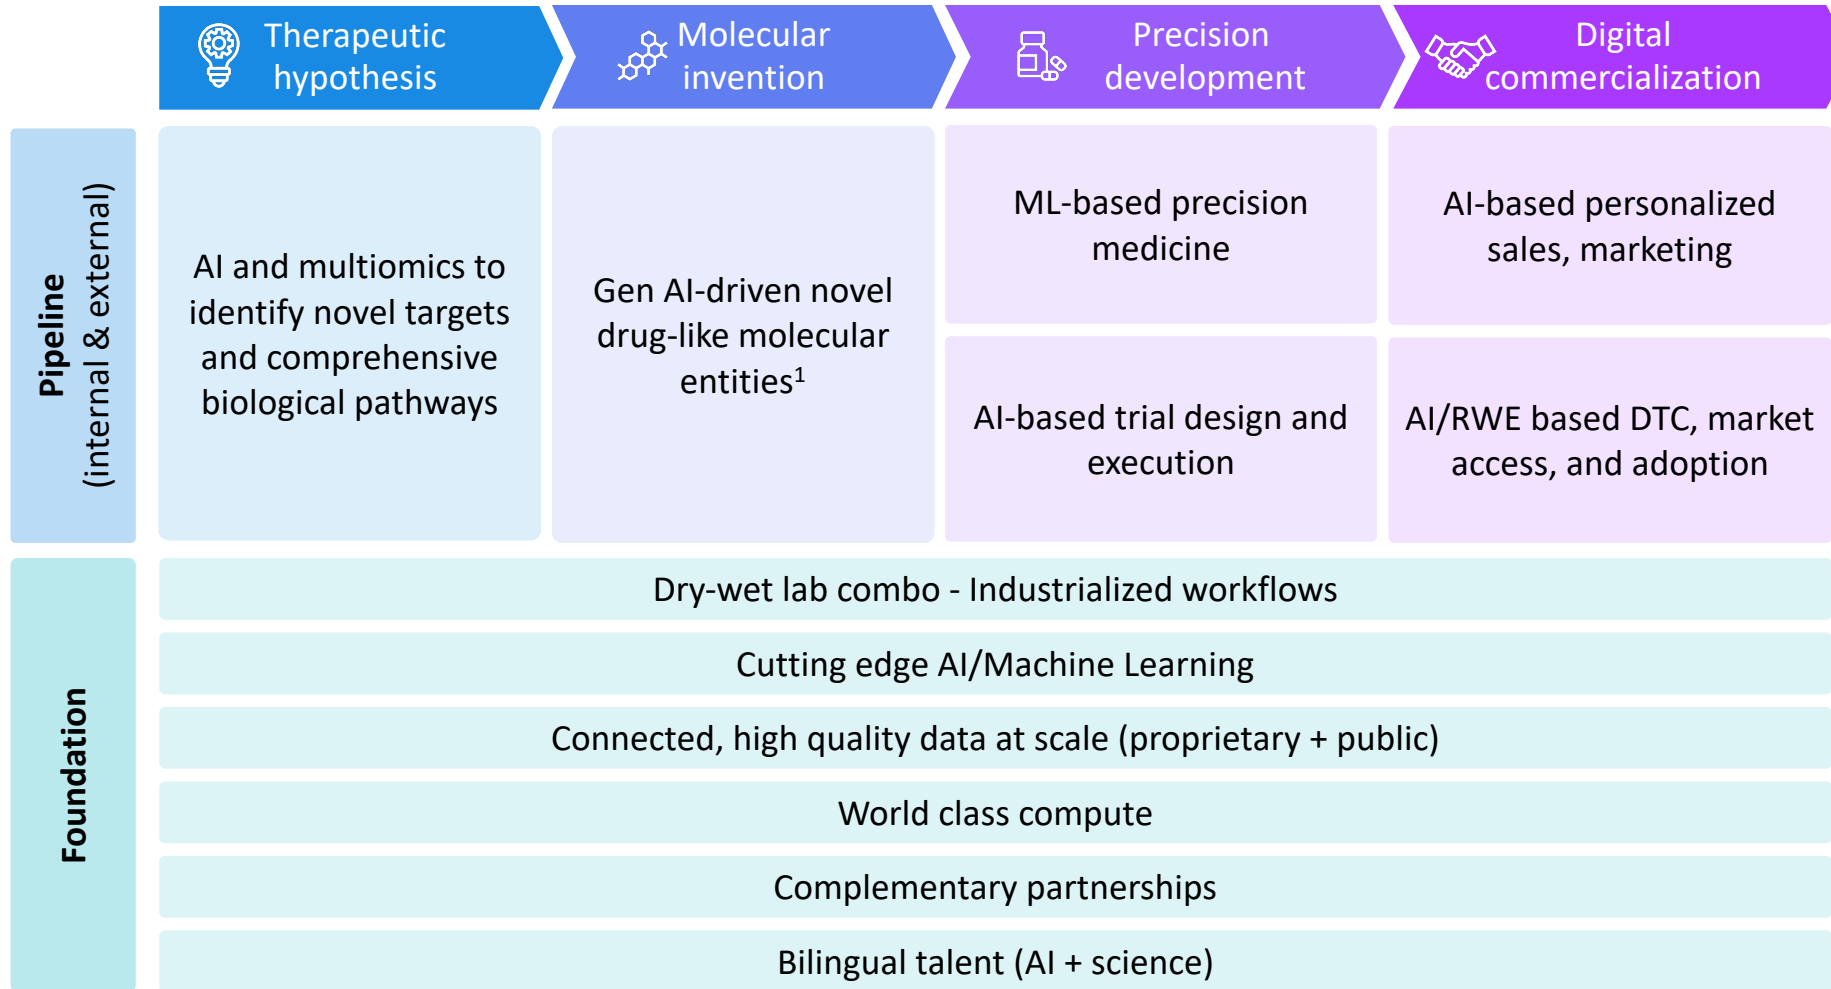 Therapeutic
hypothesis
Molecular
invention
Precision
development
Digital
commercialization
Pipeline
(internal & external)
AI and multiomics to
identify novel targets
and comprehensive
biological pathways
Gen AI-driven novel
drug-like molecular
entities¹
ML-based precision
medicine
AI-based personalized
sales, marketing
AI-based trial design and
execution
AI/RWE based DTC, market
access, and adoption
Foundation
Dry-wet lab combo - Industrialized workflows
Cutting edge AI/Machine Learning
Connected, high quality data at scale (proprietary + public)
World class compute
Complementary partnerships
Bilingual talent (AI + science)